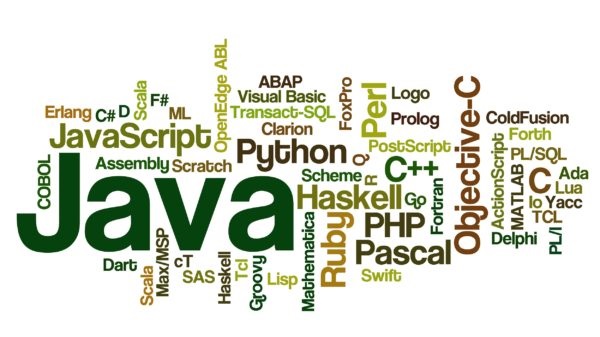 OpenEdge ABL
ABAP
FoxPro
Perl
Logo
Objective-C
Scala
F#
Visual Basic
Erlang
C#
D
ML
Transact-SQL
Prolog
ColdFusion
JavaScript
Clarion
Forth
Python
PostScript
ActionScript
PL/SQL
COBOL
Assembly
Scratch
Q
C++
MATLAB
C
Ada
Java
Scheme
R
Fortran
Lua
Haskell
Go
Io
Yacc
Mathematica
Ruby
PHP
TCL
Pascal
Delphi
PL/I
Dart
Scala
Max/MSP
cT
SAS
Haskell
Tcl
Groovy
Lisp
Swift